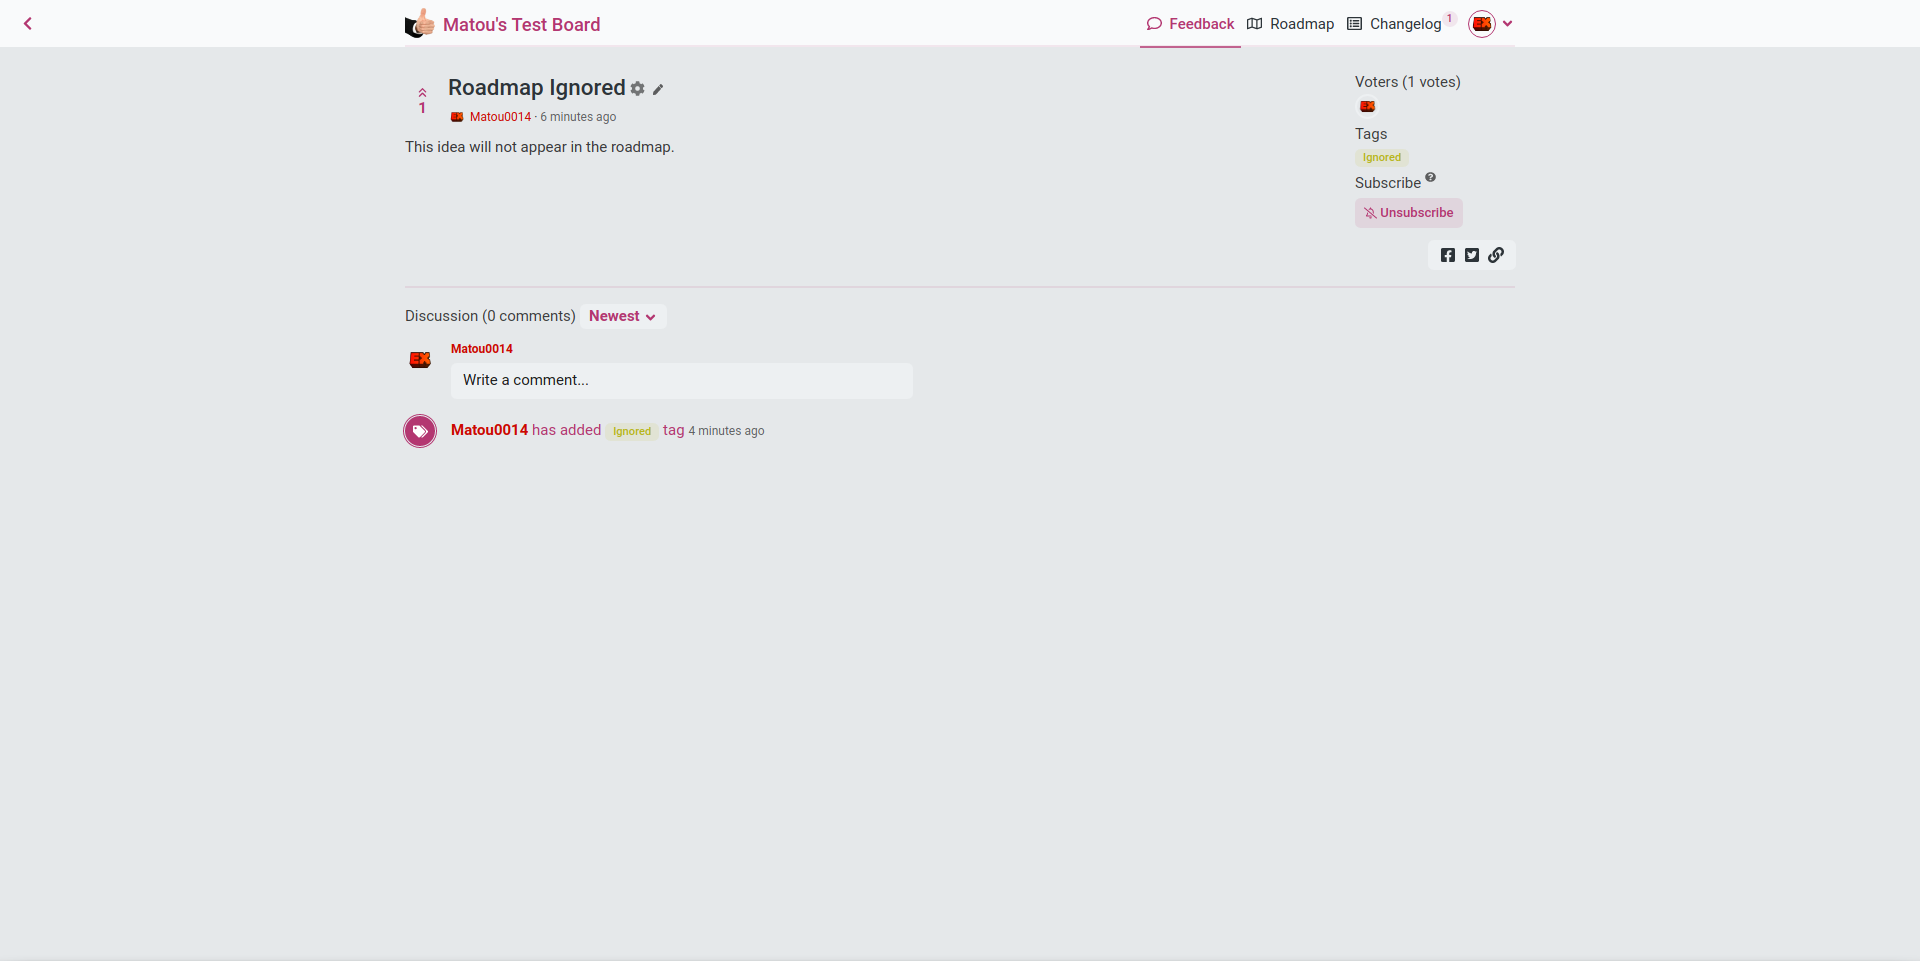 Matou's Test Board
Feedback
Roadmap
Changelog 1
Roadmap Ignored
1
Matou0014 · 6 minutes ago
This idea will not appear in the roadmap.
Voters (1 votes)
Tags
Ignored
Subscribe
Unsubscribe
Discussion (0 comments) Newest
Matou0014
Write a comment...
Matou0014 has added Ignored tag 4 minutes ago